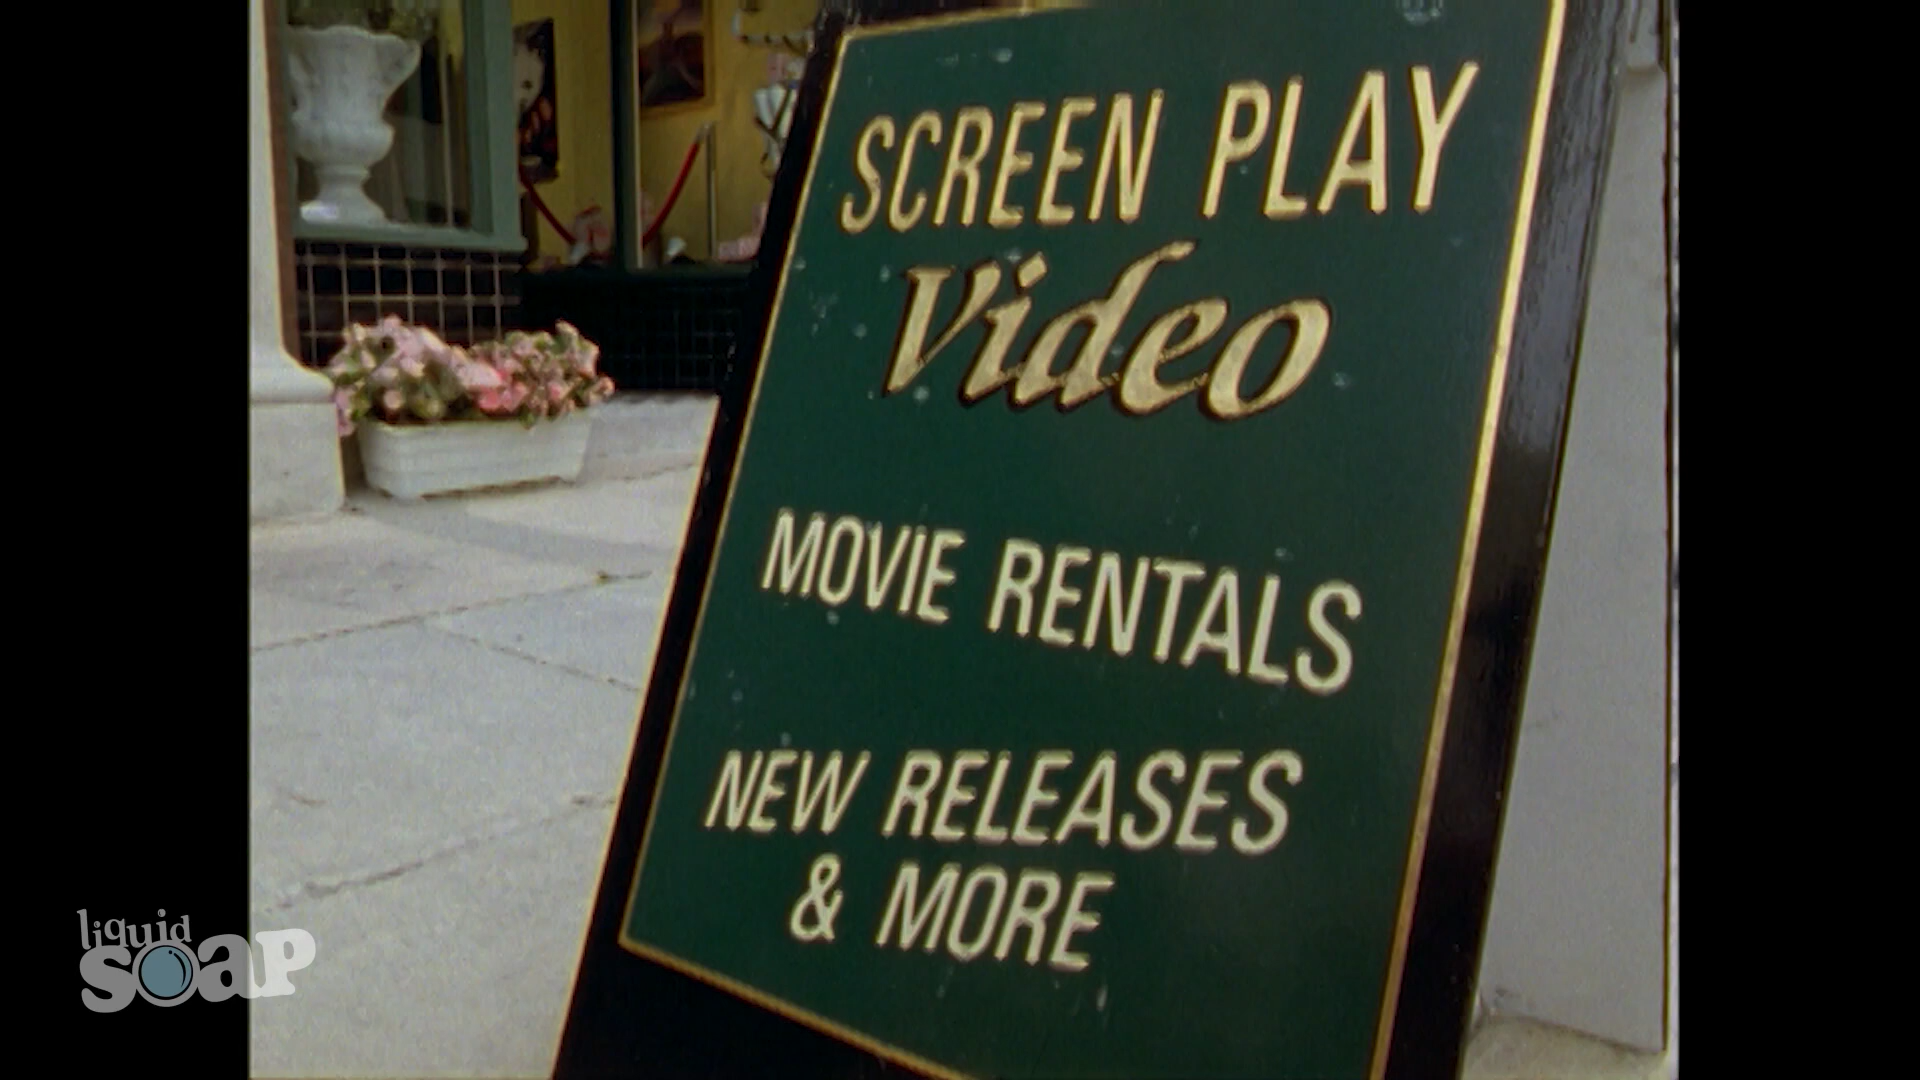 SCREEN PLAY
Video
MOVIE RENTALS
NEW RELEASES
& MORE
liquid
soap